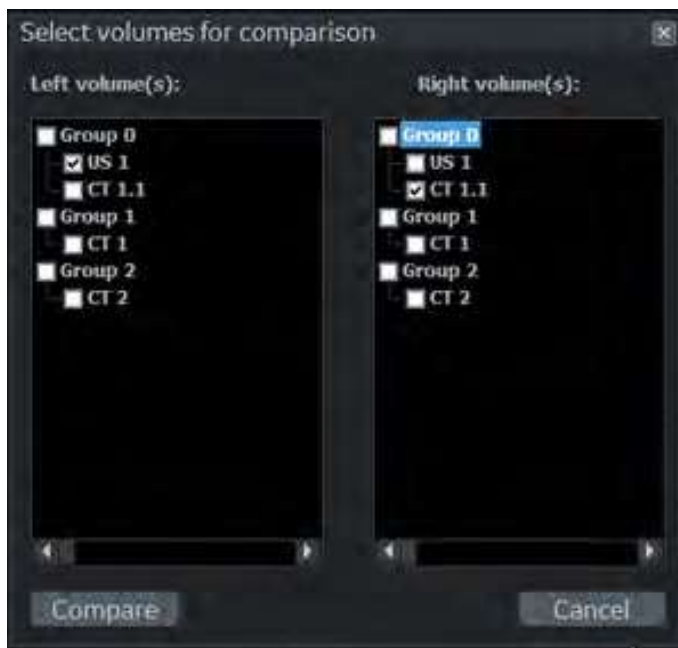 Select volumes for comparison
Left volume(s):
Group 0
US 1
CT 1.1
Group 1
CT 1
Group 2
CT 2
Right volume(s):
Group 0
US 1
CT 1.1
Group 1
CT 1
Group 2
CT 2
Compare
Cancel